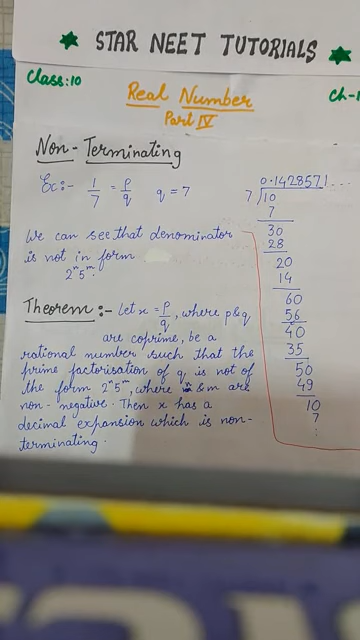 STAR NEET TUTORIALS
Class:10
Real Number
Part IV
Ch-1
Non-Terminating
Ex:- 1/7 = p/q q = 7
We can see that denominator
is not in form
2ⁿ5ᵐ.
Theorem:- Let x = p/q, where p & q
are coprime, be a
rational number such that the
prime factorisation of q is not of
the form 2ⁿ5ᵐ, where n & m are
non-negative. Then x has a
decimal expansion which is non-
terminating.
0.1428571...
7 10
7
30
28
20
14
60
56
40
35
50
49
10
7
: